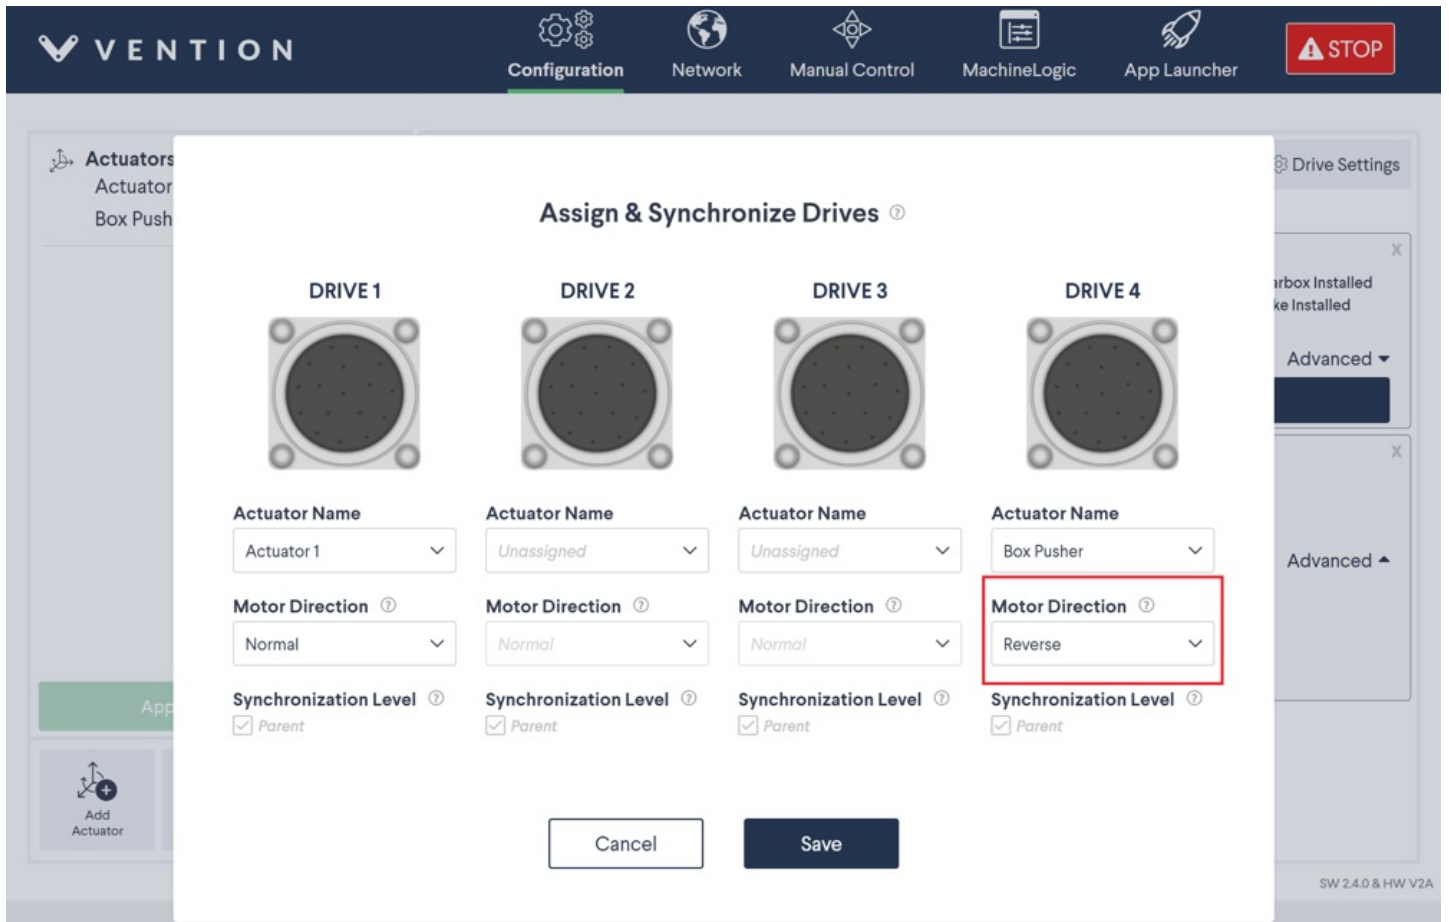 VENTION
Configuration
Network
Manual Control
MachineLogic
App Launcher
STOP
Actuators
Actuator
Box Push
Drive Settings
Assign & Synchronize Drives ?
DRIVE 1
DRIVE 2
DRIVE 3
DRIVE 4
X
arbox Installed
ke Installed
Advanced
X
Advanced
Actuator Name
Actuator Name
Actuator Name
Actuator Name
Actuator 1
Unassigned
Unassigned
Box Pusher
Motor Direction ?
Motor Direction ?
Motor Direction ?
Motor Direction ?
Normal
Normal
Normal
Reverse
Synchronization Level ?
Synchronization Level ?
Synchronization Level ?
Synchronization Level ?
Parent
Parent
Parent
Parent
App
Add
Actuator
Cancel
Save
SW 2.4.0 & HW V2A